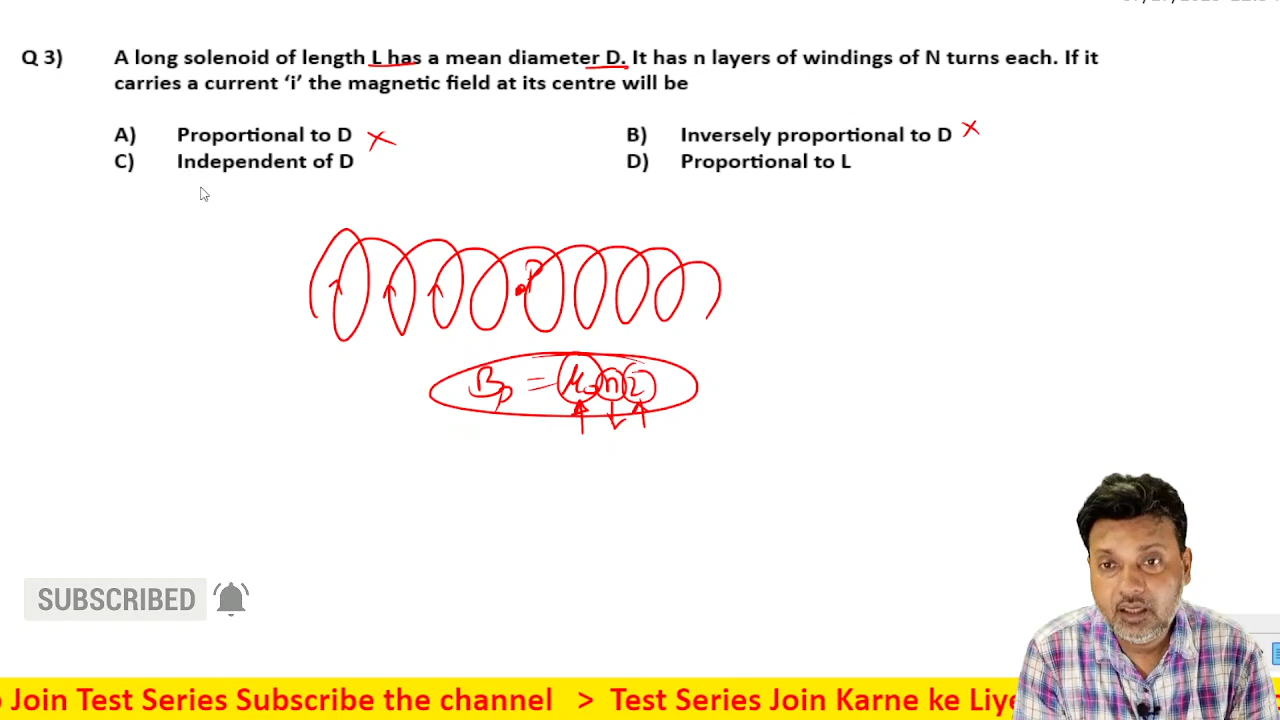 Q 3) A long solenoid of length L has a mean diameter D. It has n layers of windings of N turns each. If it
carries a current ‘i’ the magnetic field at its centre will be
A) Proportional to D B) Inversely proportional to D
C) Independent of D D) Proportional to L
P
Bp = μ₀ n i
SUBSCRIBED
Join Test Series Subscribe the channel > Test Series Join Karne ke Liye